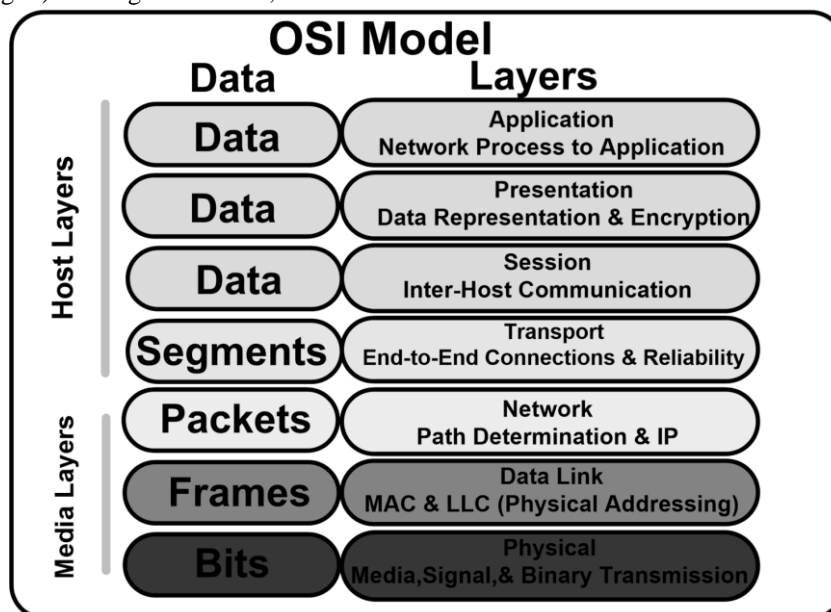 OSI Model
Data Layers
Host Layers
Data
Application
Network Process to Application
Data
Presentation
Data Representation & Encryption
Data
Session
Inter-Host Communication
Segments
Transport
End-to-End Connections & Reliability
Media Layers
Packets
Network
Path Determination & IP
Frames
Data Link
MAC & LLC (Physical Addressing)
Bits
Physical
Media,Signal,& Binary Transmission